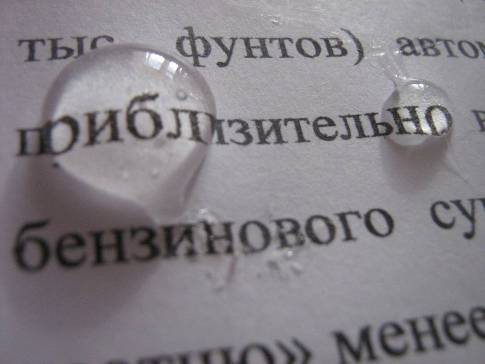 тыс. фунтов) автом
приблизительно в
бензинового су
» менее